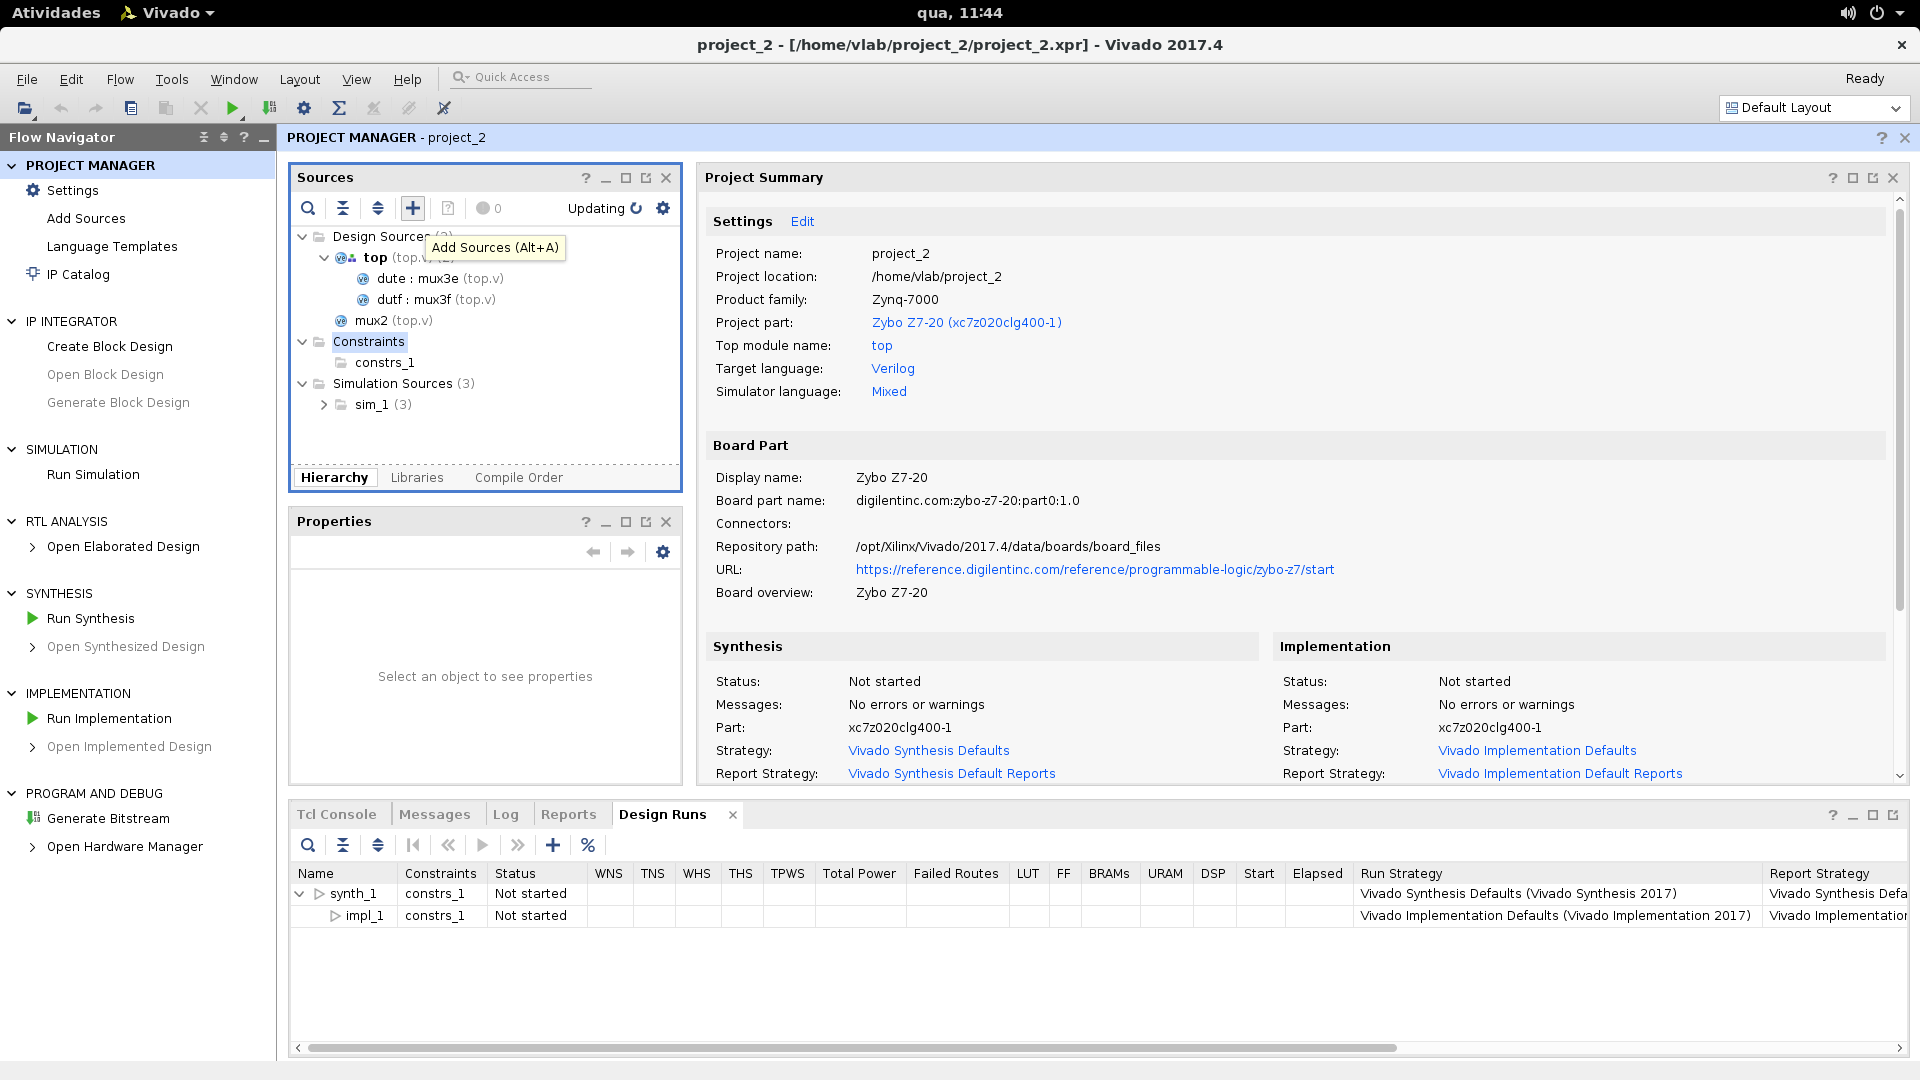 Atividades Vivado qua, 11:44
project_2 - [/home/vlab/project_2/project_2.xpr] - Vivado 2017.4
File Edit Flow Tools Window Layout View Help Quick Access Ready
Default Layout
Flow Navigator
PROJECT MANAGER
Settings
Add Sources
Language Templates
IP Catalog
IP INTEGRATOR
Create Block Design
Open Block Design
Generate Block Design
SIMULATION
Run Simulation
RTL ANALYSIS
Open Elaborated Design
SYNTHESIS
Run Synthesis
Open Synthesized Design
IMPLEMENTATION
Run Implementation
Open Implemented Design
PROGRAM AND DEBUG
Generate Bitstream
Open Hardware Manager
PROJECT MANAGER - project_2
Sources
0 Updating
Design Sources
Add Sources (Alt+A)
top (top.v)
dute : mux3e (top.v)
dutf : mux3f (top.v)
mux2 (top.v)
Constraints
constrs_1
Simulation Sources (3)
sim_1 (3)
Hierarchy Libraries Compile Order
Properties
Select an object to see properties
Project Summary
Settings Edit
Project name: project_2
Project location: /home/vlab/project_2
Product family: Zynq-7000
Project part: Zybo Z7-20 (xc7z020clg400-1)
Top module name: top
Target language: Verilog
Simulator language: Mixed
Board Part
Display name: Zybo Z7-20
Board part name: digilentinc.com:zybo-z7-20:part0:1.0
Connectors:
Repository path: /opt/Xilinx/Vivado/2017.4/data/boards/board_files
URL: https://reference.digilentinc.com/reference/programmable-logic/zybo-z7/start
Board overview: Zybo Z7-20
Synthesis
Status: Not started
Messages: No errors or warnings
Part: xc7z020clg400-1
Strategy: Vivado Synthesis Defaults
Report Strategy: Vivado Synthesis Default Reports
Implementation
Status: Not started
Messages: No errors or warnings
Part: xc7z020clg400-1
Strategy: Vivado Implementation Defaults
Report Strategy: Vivado Implementation Default Reports
Tcl Console Messages Log Reports Design Runs
Name Constraints Status WNS TNS WHS THS TPWS Total Power Failed Routes LUT FF BRAMs URAM DSP Start Elapsed Run Strategy Report Strategy
synth_1 constrs_1 Not started Vivado Synthesis Defaults (Vivado Synthesis 2017) Vivado Synthesis Defa
impl_1 constrs_1 Not started Vivado Implementation Defaults (Vivado Implementation 2017) Vivado Implementation